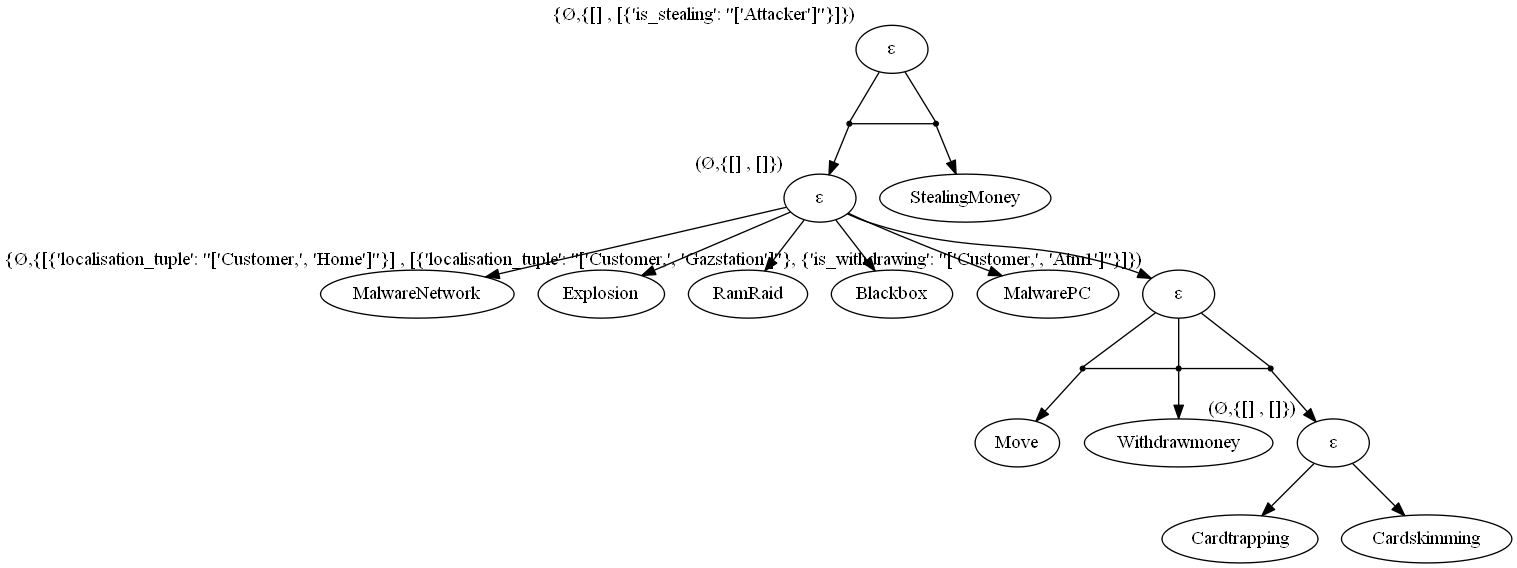 {Ø,{[] , [{'is_stealing': "['Attacker']"}]})
ε
(Ø,{[] , []})
ε
StealingMoney
{Ø,{[{'localisation_tuple': "['Customer,', 'Home']"}] , [{'localisation_tuple': "['Customer,', 'Gazstation']"}, {'is_withdrawing': "['Customer,', 'Atm1']"}]})
MalwareNetwork
Explosion
RamRaid
Blackbox
MalwarePC
ε
(Ø,{[] , []})
Move
Withdrawmoney
ε
Cardtrapping
Cardskimming